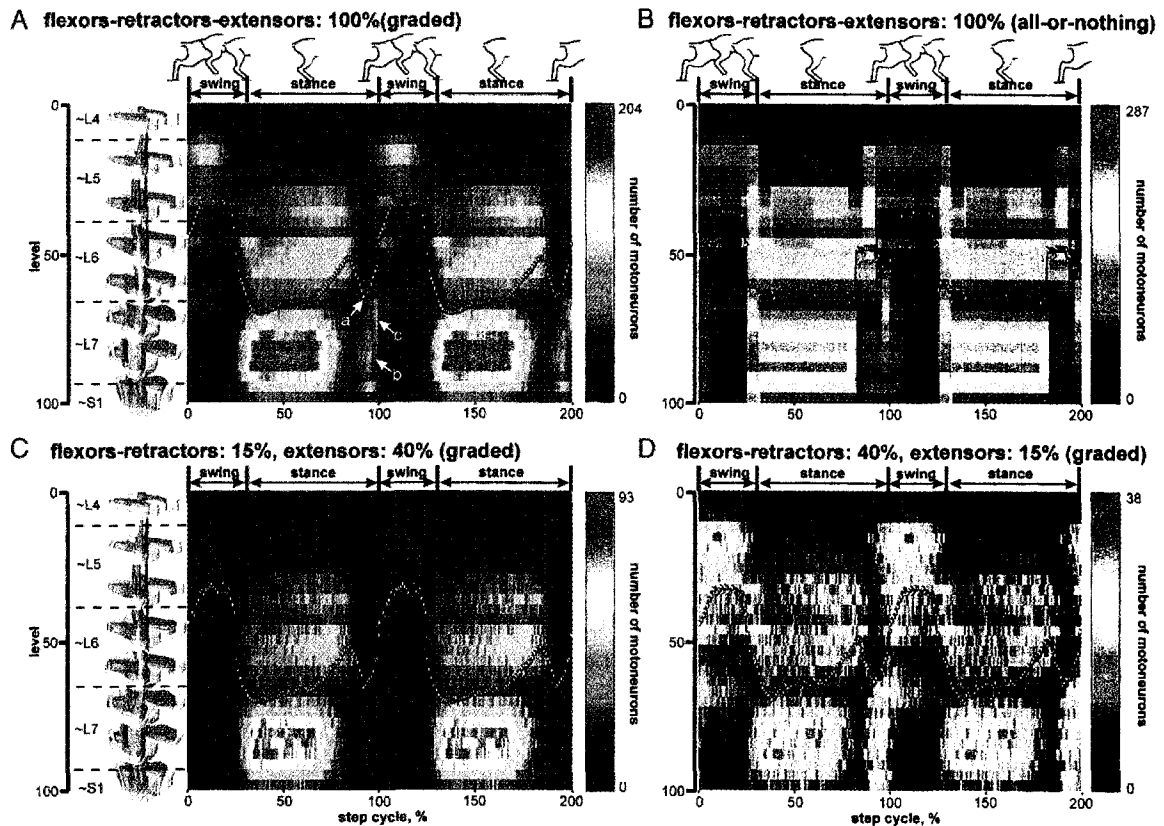 A flexors-retractors-extensors: 100%(graded)
swing stance swing stance
0
50
100
level
~L4
~L5
~L6
~L7
~S1
a
c
b
0 50 100 150 200
204
0
number of motoneurons
B flexors-retractors-extensors: 100% (all-or-nothing)
swing stance swing stance
0
50
100
0 50 100 150 200
287
0
number of motoneurons
C flexors-retractors: 15%, extensors: 40% (graded)
swing stance swing stance
0
50
100
level
~L4
~L5
~L6
~L7
~S1
0 50 100 150 200
step cycle, %
93
0
number of motoneurons
D flexors-retractors: 40%, extensors: 15% (graded)
swing stance swing stance
0
50
100
0 50 100 150 200
step cycle, %
38
0
number of motoneurons